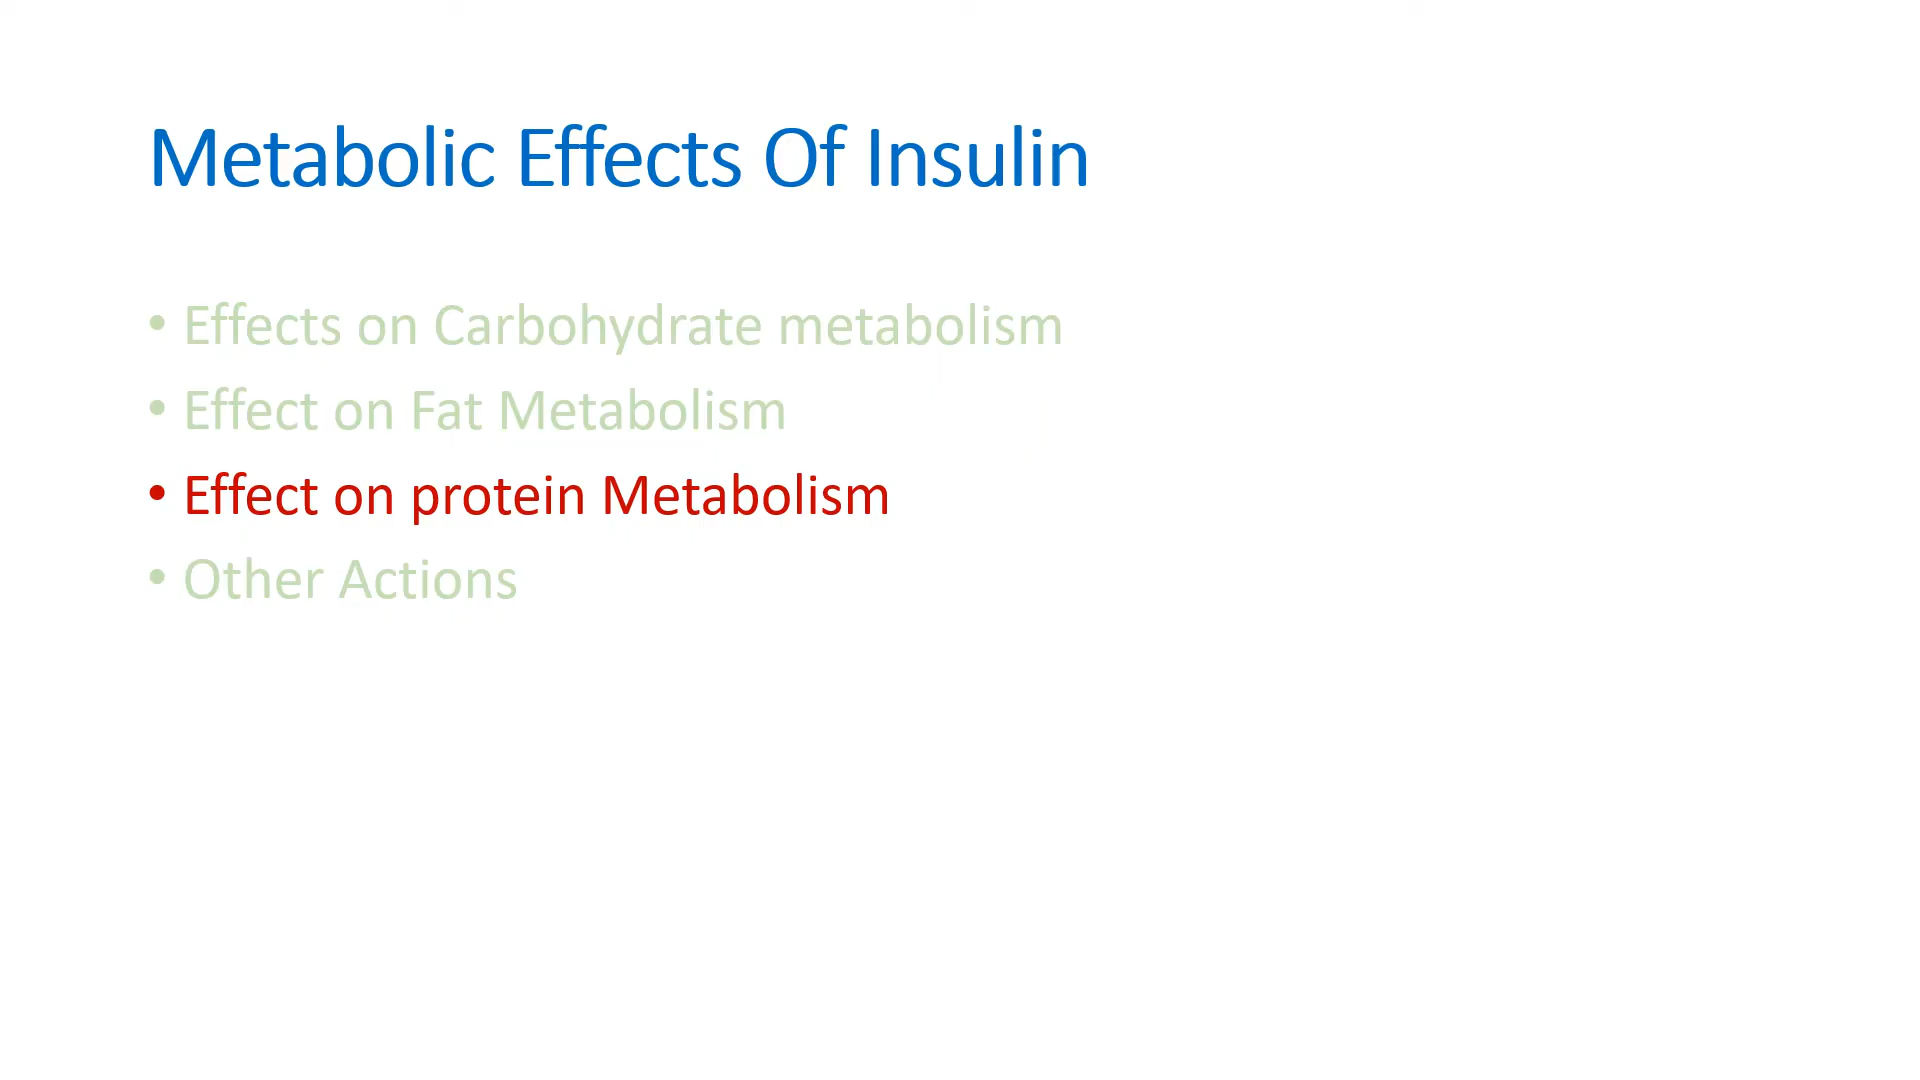 Metabolic Effects Of Insulin
• Effects on Carbohydrate metabolism
• Effect on Fat Metabolism
• Effect on protein Metabolism
• Other Actions